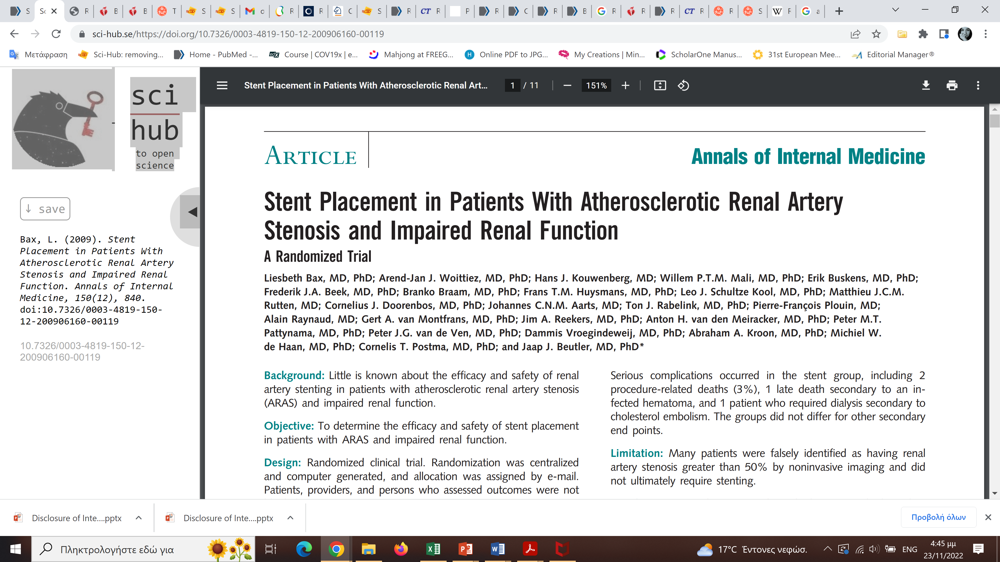 S Sc R B B T S S o R R C S R R P R C R B R R R R R S R a
sci-hub.se/https://doi.org/10.7326/0003-4819-150-12-200906160-00119
Μετάφραση Sci-Hub: removing... Home - PubMed -... edx Course | COV19x | e... Mahjong at FREEG... H Online PDF to JPG... My Creations | Min... ScholarOne Manus... 31st European Mee... Editorial Manager®
Stent Placement in Patients With Atherosclerotic Renal Art... 1 / 11 151%
sci
hub
to open
science
↓ save
Bax, L. (2009). Stent
Placement in Patients With
Atherosclerotic Renal Artery
Stenosis and Impaired Renal
Function. Annals of Internal
Medicine, 150(12), 840.
doi:10.7326/0003-4819-150-
12-200906160-00119
10.7326/0003-4819-150-12-
200906160-00119
ARTICLE
Annals of Internal Medicine
Stent Placement in Patients With Atherosclerotic Renal Artery
Stenosis and Impaired Renal Function
A Randomized Trial
Liesbeth Bax, MD, PhD; Arend-Jan J. Woittiez, MD, PhD; Hans J. Kouwenberg, MD; Willem P.T.M. Mali, MD, PhD; Erik Buskens, MD, PhD;
Frederik J.A. Beek, MD, PhD; Branko Braam, MD, PhD; Frans T.M. Huysmans, MD, PhD; Leo J. Schultze Kool, MD, PhD; Matthieu J.C.M.
Rutten, MD; Cornelius J. Doorenbos, MD, PhD; Johannes C.N.M. Aarts, MD; Ton J. Rabelink, MD, PhD; Pierre-François Plouin, MD;
Alain Raynaud, MD; Gert A. van Montfrans, MD, PhD; Jim A. Reekers, MD, PhD; Anton H. van den Meiracker, MD, PhD; Peter M.T.
Pattynama, MD, PhD; Peter J.G. van de Ven, MD, PhD; Dammis Vroegindeweij, MD, PhD; Abraham A. Kroon, MD, PhD; Michiel W.
de Haan, MD, PhD; Cornelis T. Postma, MD, PhD; and Jaap J. Beutler, MD, PhD*
Background: Little is known about the efficacy and safety of renal
artery stenting in patients with atherosclerotic renal artery stenosis
(ARAS) and impaired renal function.
Objective: To determine the efficacy and safety of stent placement
in patients with ARAS and impaired renal function.
Design: Randomized clinical trial. Randomization was centralized
and computer generated, and allocation was assigned by e-mail.
Patients, providers, and persons who assessed outcomes were not
Serious complications occurred in the stent group, including 2
procedure-related deaths (3%), 1 late death secondary to an in-
fected hematoma, and 1 patient who required dialysis secondary to
cholesterol embolism. The groups did not differ for other secondary
end points.
Limitation: Many patients were falsely identified as having renal
artery stenosis greater than 50% by noninvasive imaging and did
not ultimately require stenting.
Disclosure of Inte....pptx Disclosure of Inte....pptx Προβολή όλων
Πληκτρολογήστε εδώ για 17°C Έντονες νεφώσ. ENG 4:45 μμ
23/11/2022